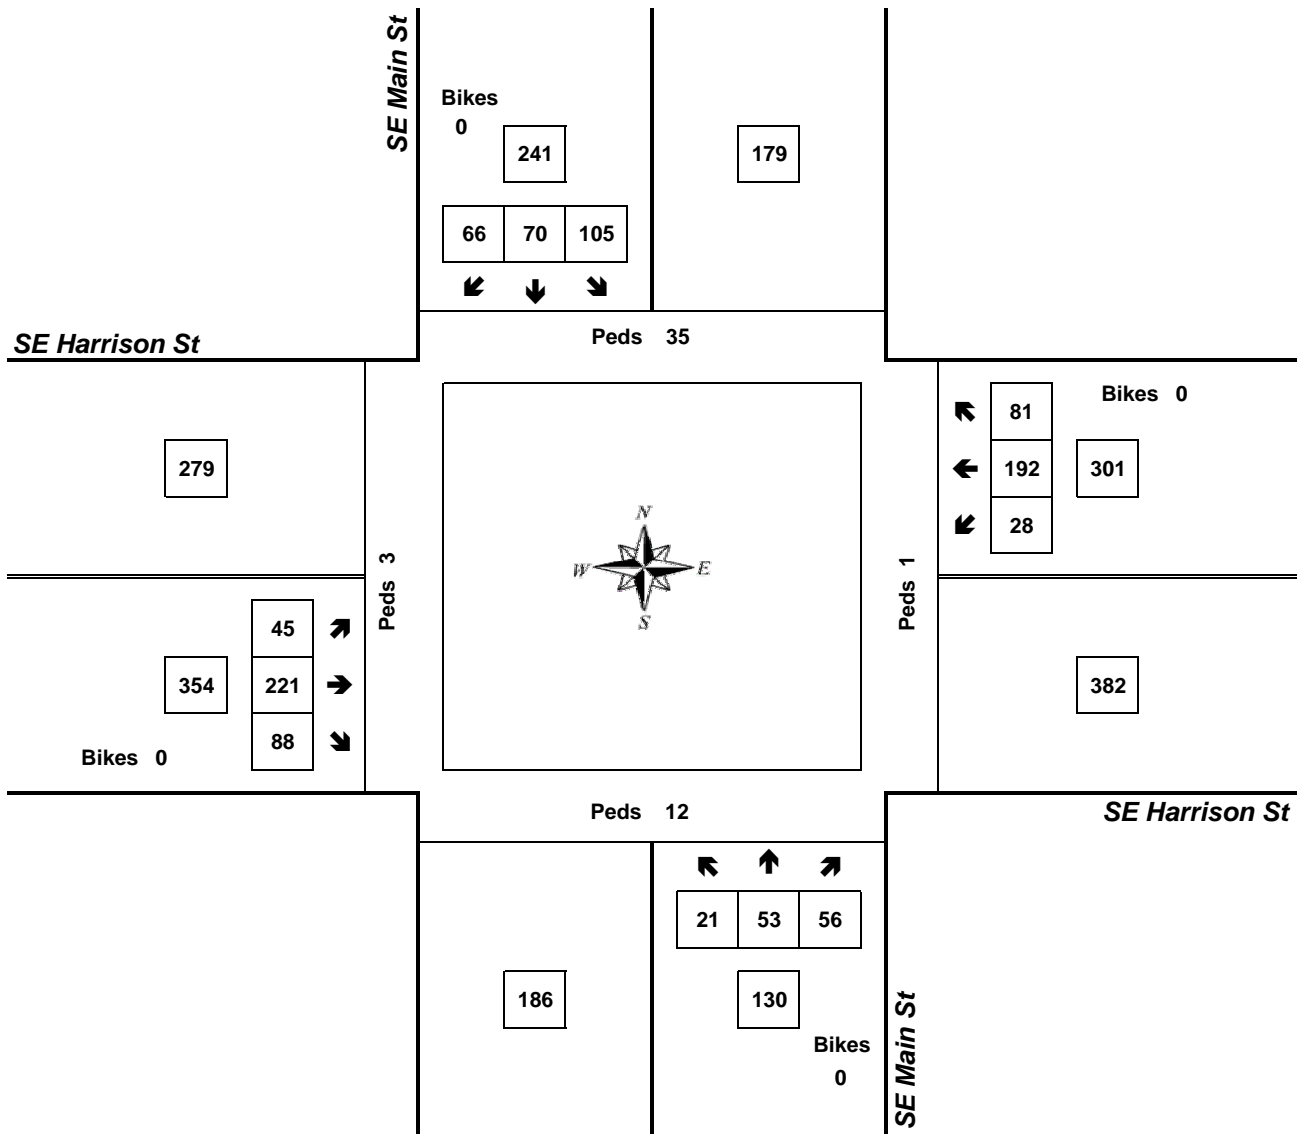 SE Main St
Bikes
0
241
179
66 70 105
Peds 35
SE Harrison St
Bikes 0
81
279
192 301
28
N
W E
S
Peds 3
Peds 1
45
354 221
382
88
Bikes 0
Peds 12
SE Harrison St
21 53 56
186
130
Bikes
0
SE Main St